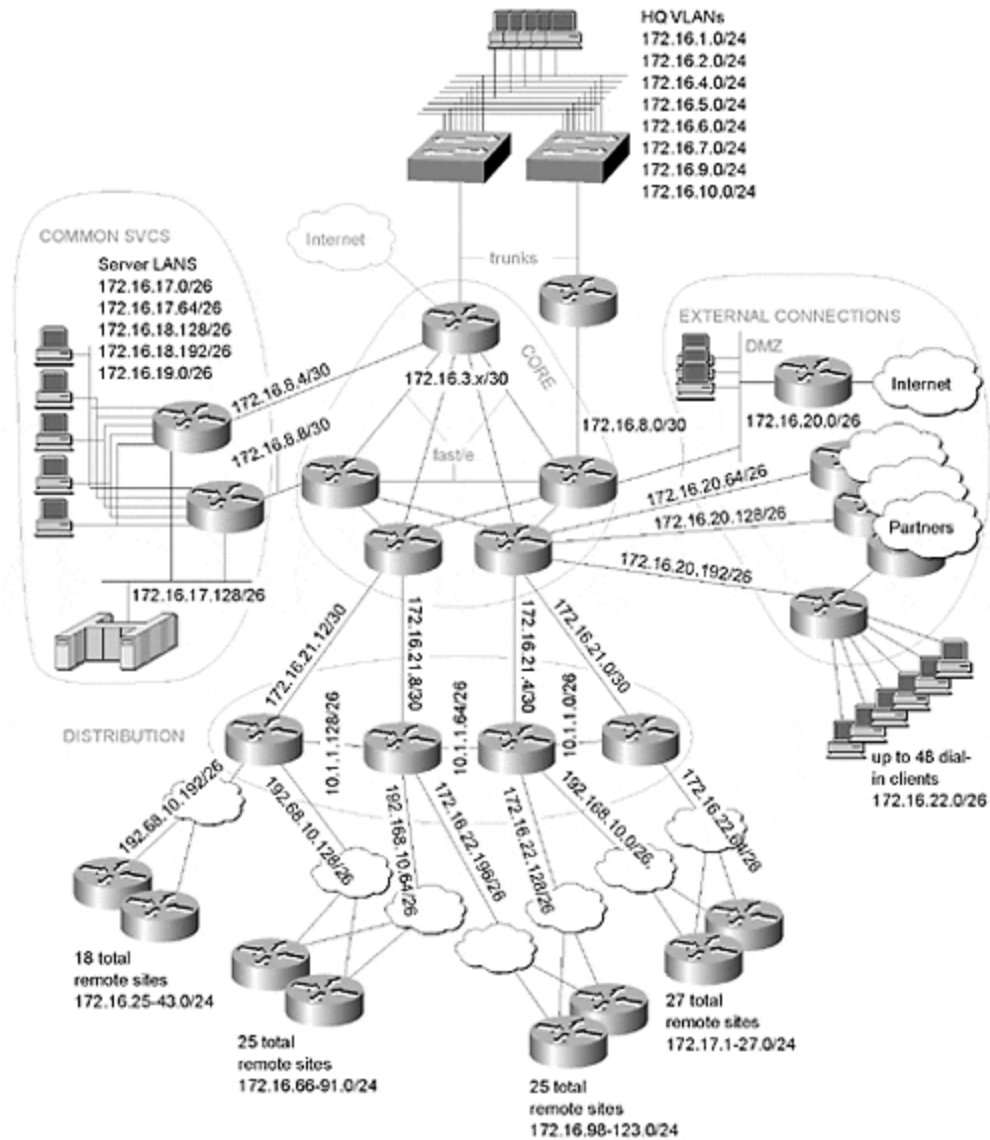 HQ VLANs
172.16.1.0/24
172.16.2.0/24
172.16.4.0/24
172.16.5.0/24
172.16.6.0/24
172.16.7.0/24
172.16.9.0/24
172.16.10.0/24
COMMON SVCS
Server LANS
172.16.17.0/26
172.16.17.64/26
172.16.18.128/26
172.16.18.192/26
172.16.19.0/26
Internet
trunks
EXTERNAL CONNECTIONS
DMZ
Internet
172.16.20.0/26
CORE
172.16.3.x/30
172.16.8.4/30
172.16.8.8/30
172.16.8.0/30
fast/e
172.16.20.64/26
172.16.20.128/26
Partners
172.16.20.192/26
172.16.17.128/26
172.16.21.12/30
172.16.21.8/30
172.16.21.4/30
172.16.21.0/30
DISTRIBUTION
10.1.1.128/26
10.1.1.64/26
10.1.1.0/26
up to 48 dial-
in clients
172.16.22.0/26
192.68.10.192/26
192.68.10.128/26
192.168.10.64/26
172.16.22.196/26
172.16.22.128/26
192.168.10.0/26
172.16.22.64/26
18 total
remote sites
172.16.25-43.0/24
25 total
remote sites
172.16.66-91.0/24
25 total
remote sites
172.16.98-123.0/24
27 total
remote sites
172.17.1-27.0/24